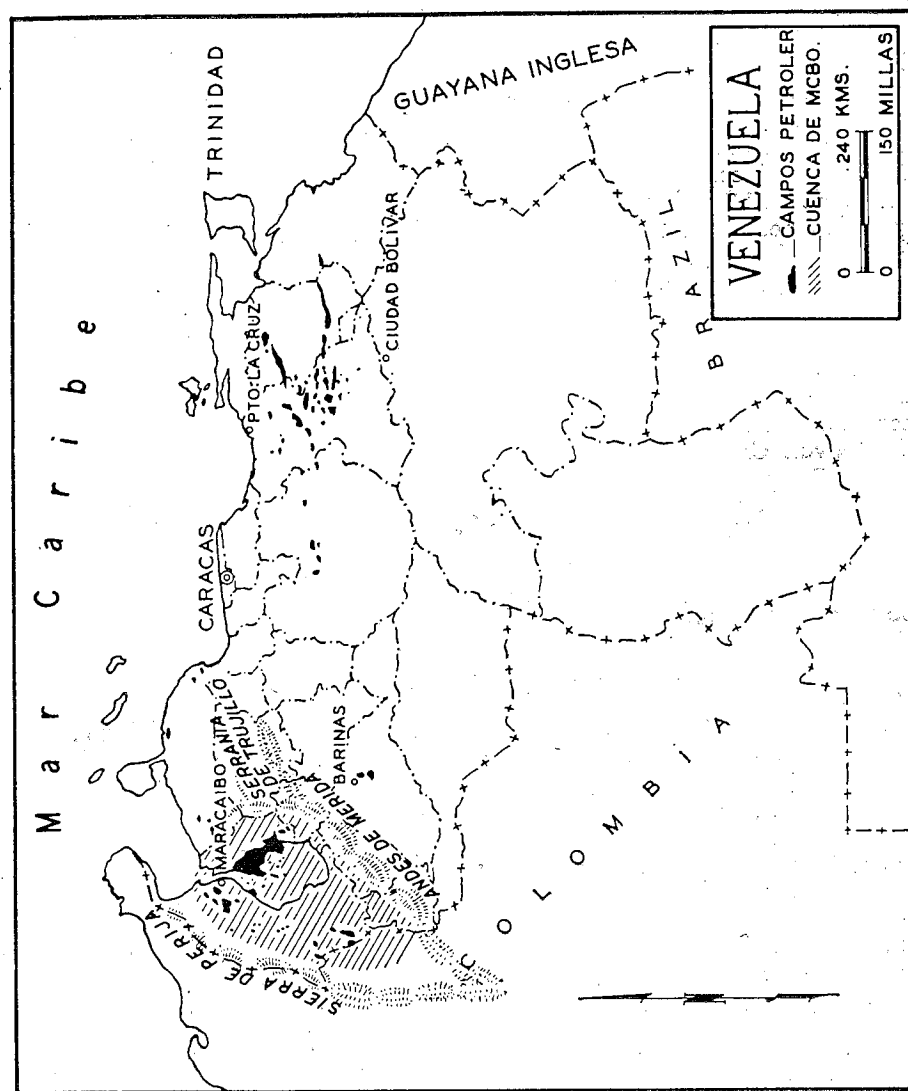 Mar Caribe
TRINIDAD
GUAYANA INGLESA
CARACAS
PTO. LA CRUZ
CIUDAD BOLIVAR
MARACAIBO
SERRANIA
DE TRUJILLO
BARINAS
ANDES DE MERIDA
SIERRA DE PERIJA
COLOMBIA
BRAZIL
VENEZUELA
CAMPOS PETROLER
CUENCA DE MCBO.
0 240 KMS.
0 150 MILLAS